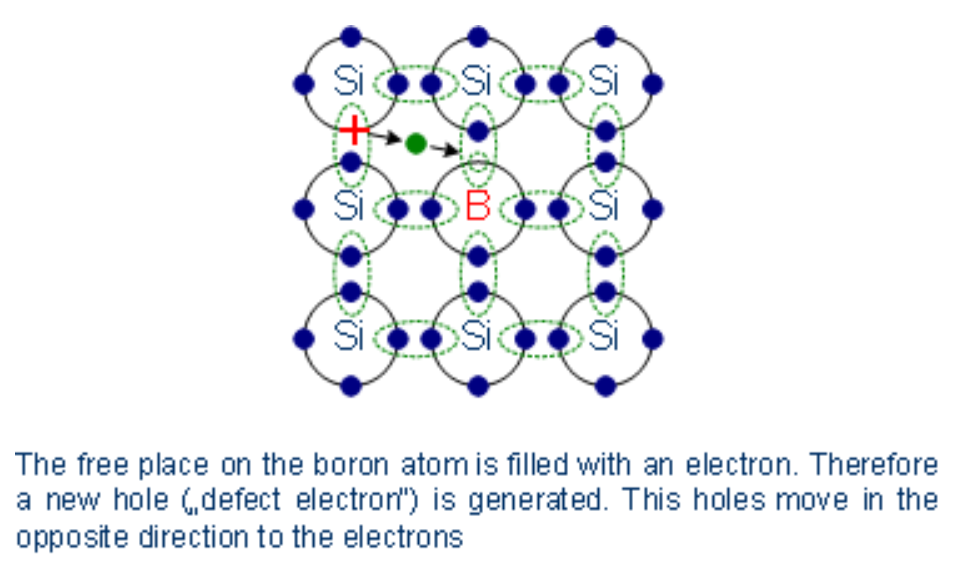 Si Si Si
+
Si B Si
Si Si Si
The free place on the boron atom is filled with an electron. Therefore
a new hole („defect electron") is generated. This holes move in the
opposite direction to the electrons